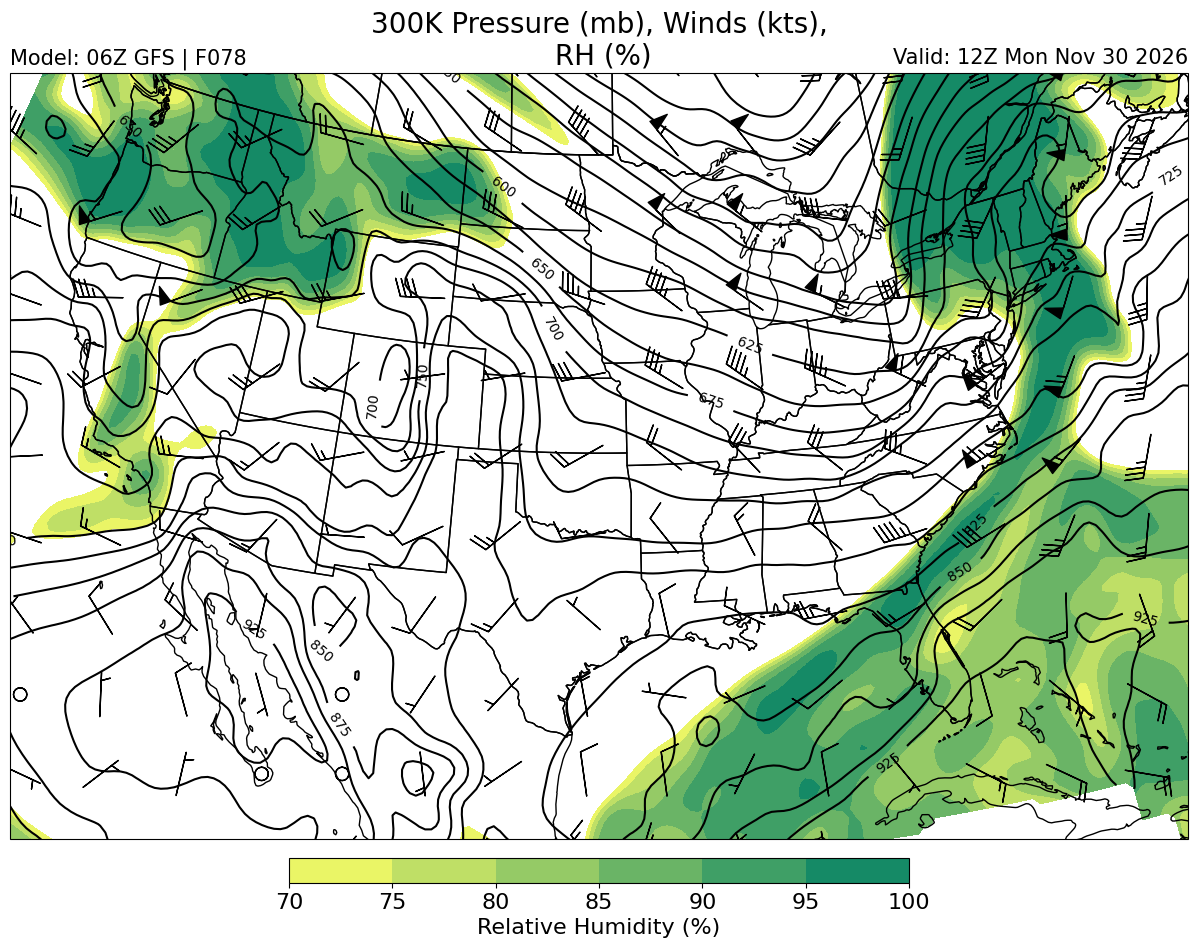 300K Pressure (mb), Winds (kts),
RH (%)
Model: 06Z GFS | F078
Valid: 12Z Mon Nov 30 2026
725
600
650
700
625
750
675
700
850
925
925
850
875
925
70 75 80 85 90 95 100
Relative Humidity (%)